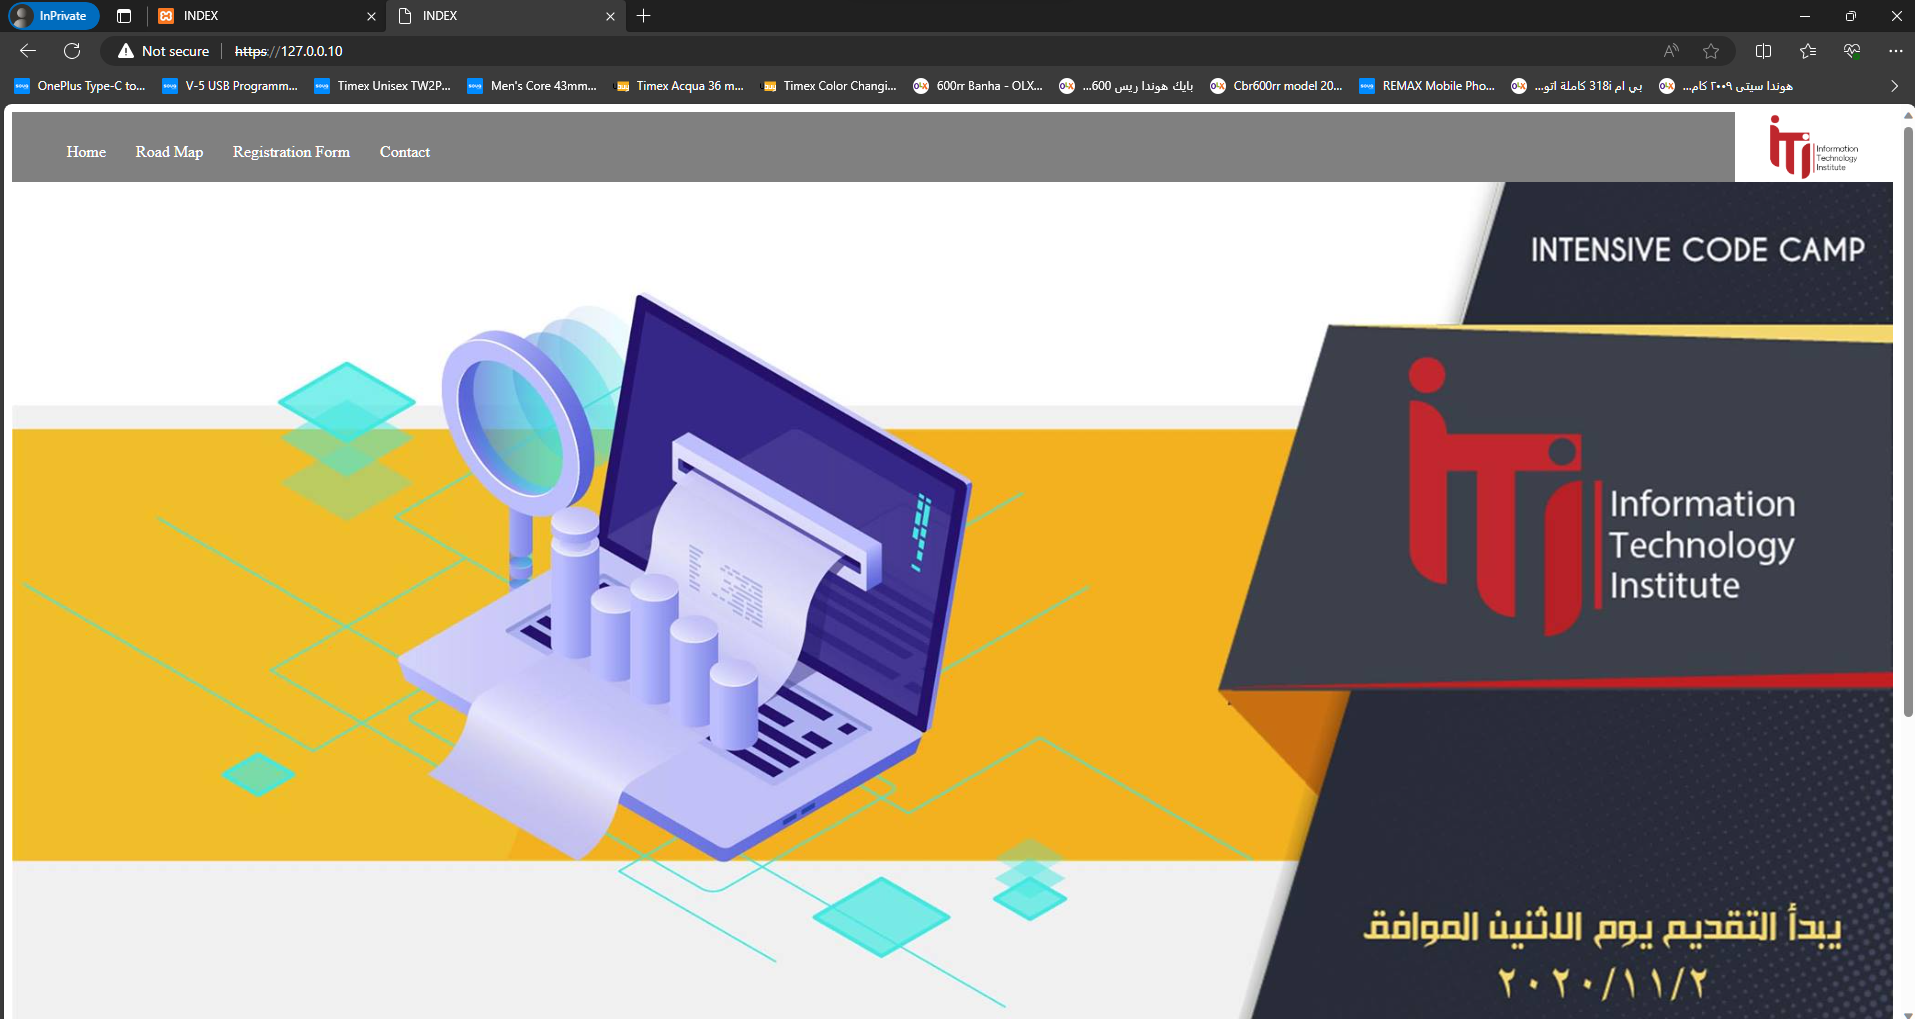 InPrivate
INDEX
INDEX
Not secure
https://127.0.0.10
OnePlus Type-C to...
V-5 USB Programm...
Timex Unisex TW2P...
Men's Core 43mm...
Timex Acqua 36 m...
Timex Color Changi...
600rr Banha - OLX...
بايك هوندا ريس 600...
Cbr600rr model 20...
REMAX Mobile Pho...
بي ام 318i كاملة اتو...
هوندا سيتى ٢٠٠٩ كام...
Home
Road Map
Registration Form
Contact
iTi
Information
Technology
Institute
INTENSIVE CODE CAMP
iTi
Information
Technology
Institute
يبدأ التقديم يوم الاثنين الموافق
٢٠٢٠/١١/٢